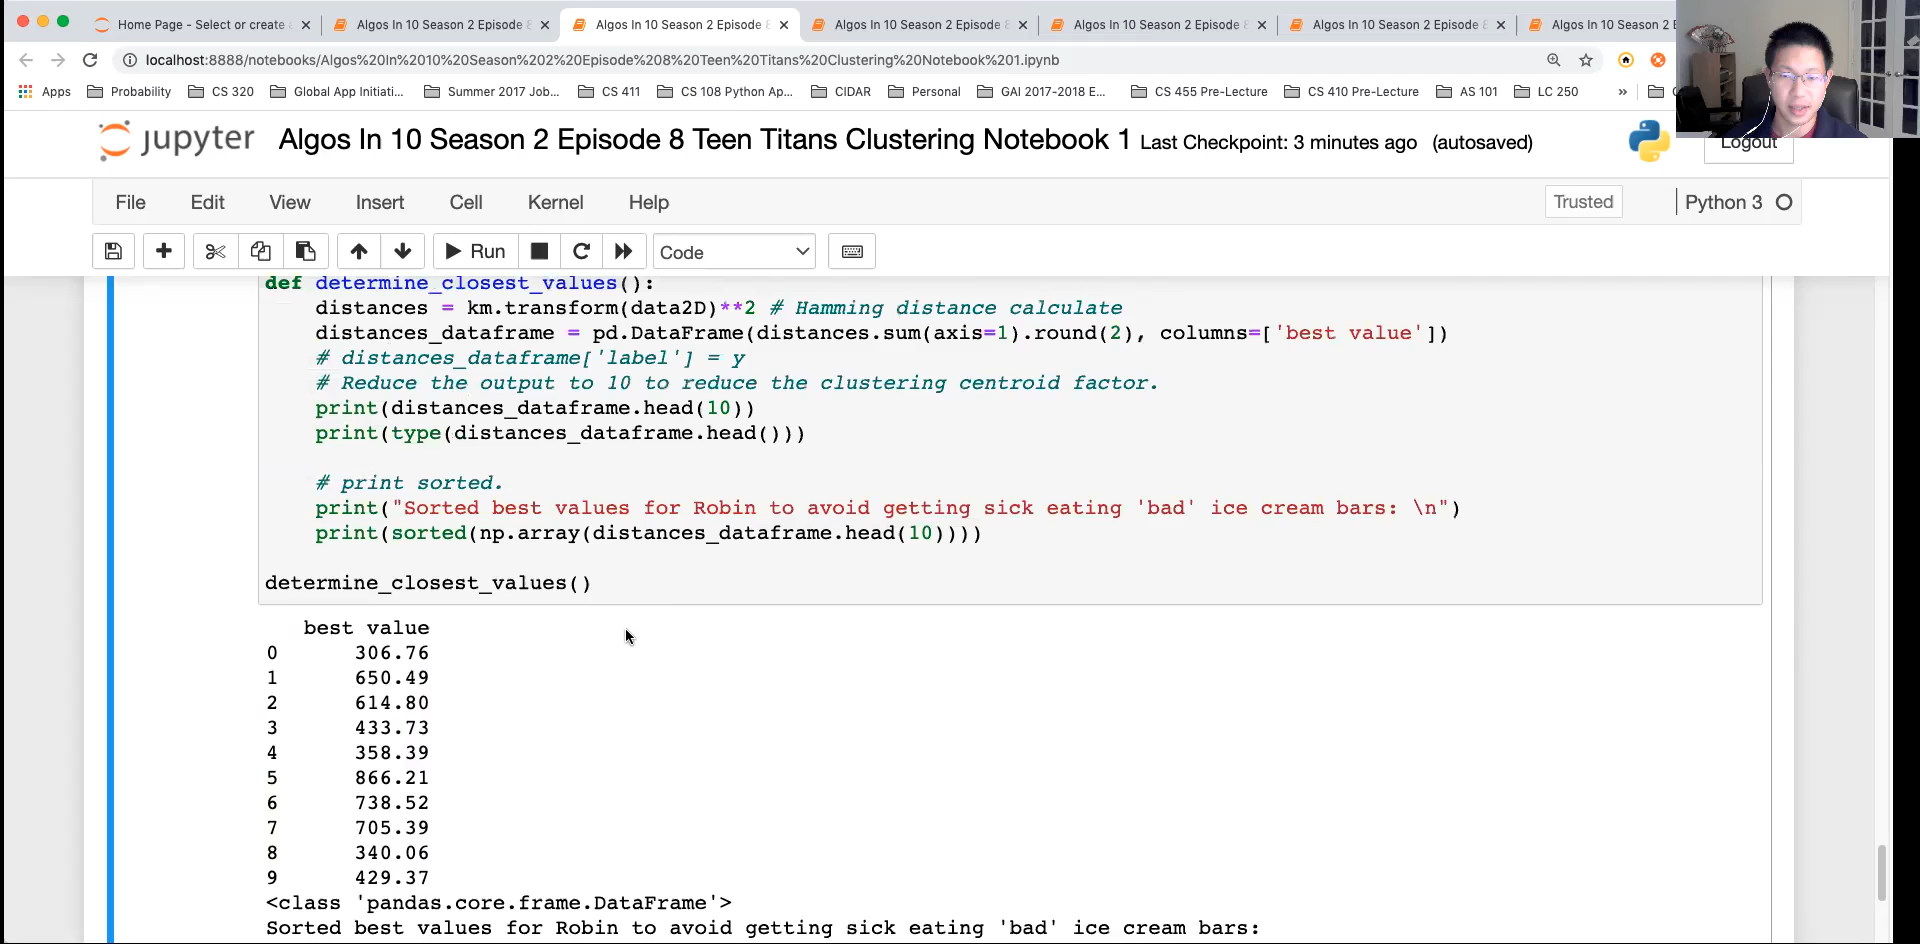 Home Page - Select or create
Algos In 10 Season 2 Episode
Algos In 10 Season 2 Episode
Algos In 10 Season 2 Episode
Algos In 10 Season 2 Episode
Algos In 10 Season 2 Episode
Algos In 10 Season 2
localhost:8888/notebooks/Algos%20In%2010%20Season%202%20Episode%208%20Teen%20Titans%20Clustering%20Notebook%201.ipynb
Apps Probability CS 320 Global App Initiati... Summer 2017 Job... CS 411 CS 108 Python Ap... CIDAR Personal GAI 2017-2018 E... CS 455 Pre-Lecture CS 410 Pre-Lecture AS 101 LC 250 »
jupyter Algos In 10 Season 2 Episode 8 Teen Titans Clustering Notebook 1 Last Checkpoint: 3 minutes ago (autosaved)
Logout
File Edit View Insert Cell Kernel Help Trusted Python 3
Run Code
def determine_closest_values():
distances = km.transform(data2D)**2 # Hamming distance calculate
distances_dataframe = pd.DataFrame(distances.sum(axis=1).round(2), columns=['best value'])
# distances_dataframe['label'] = y
# Reduce the output to 10 to reduce the clustering centroid factor.
print(distances_dataframe.head(10))
print(type(distances_dataframe.head()))
# print sorted.
print("Sorted best values for Robin to avoid getting sick eating 'bad' ice cream bars: \n")
print(sorted(np.array(distances_dataframe.head(10))))
determine_closest_values()
best value
0 306.76
1 650.49
2 614.80
3 433.73
4 358.39
5 866.21
6 738.52
7 705.39
8 340.06
9 429.37
<class 'pandas.core.frame.DataFrame'>
Sorted best values for Robin to avoid getting sick eating 'bad' ice cream bars: